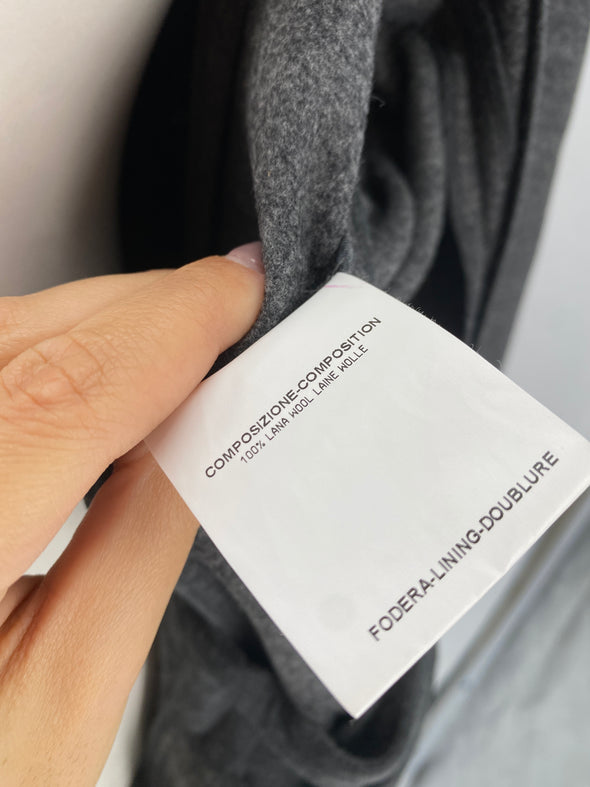 COMPOSIZIONE-COMPOSITION
100% LANA WOOL LAINE WOLLE
FODERA-LINING-DOUBLURE